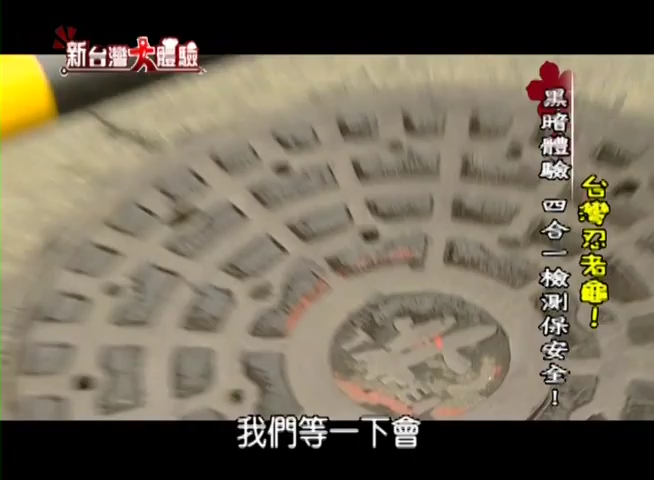 新台灣大體驗
台灣忍者龜!
黑暗體驗 四合一檢測保安全!
我們等一下會